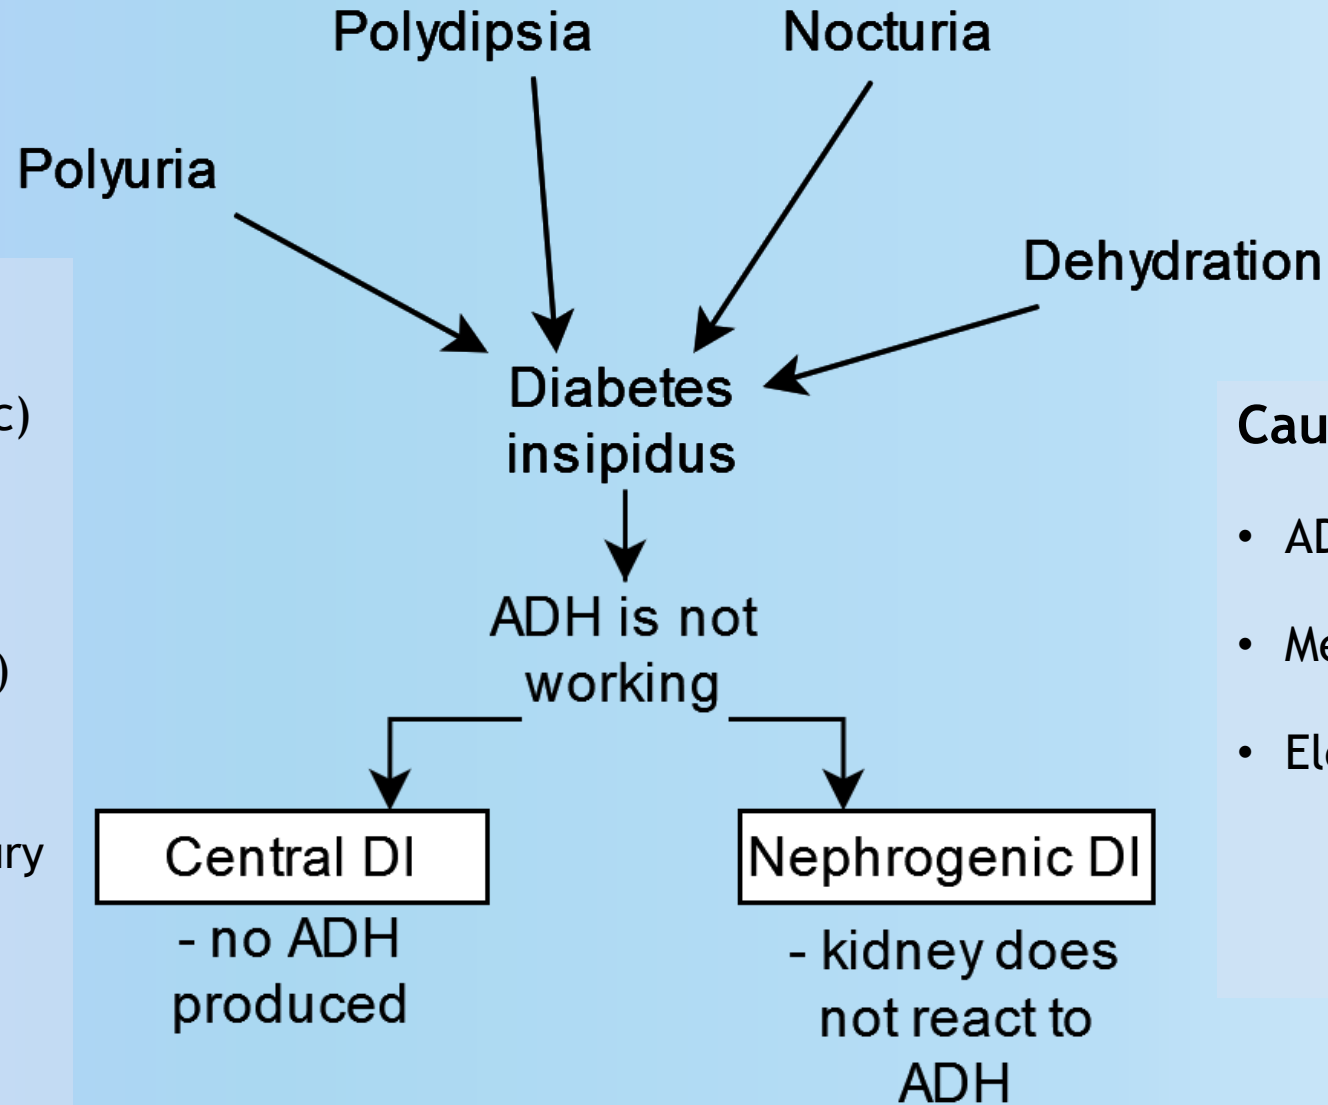 Polydipsia
Nocturia
Polyuria
Dehydration
Diabetes
insipidus
ADH is not
working
Central DI
- no ADH
produced
Nephrogenic DI
- kidney does
not react to
ADH